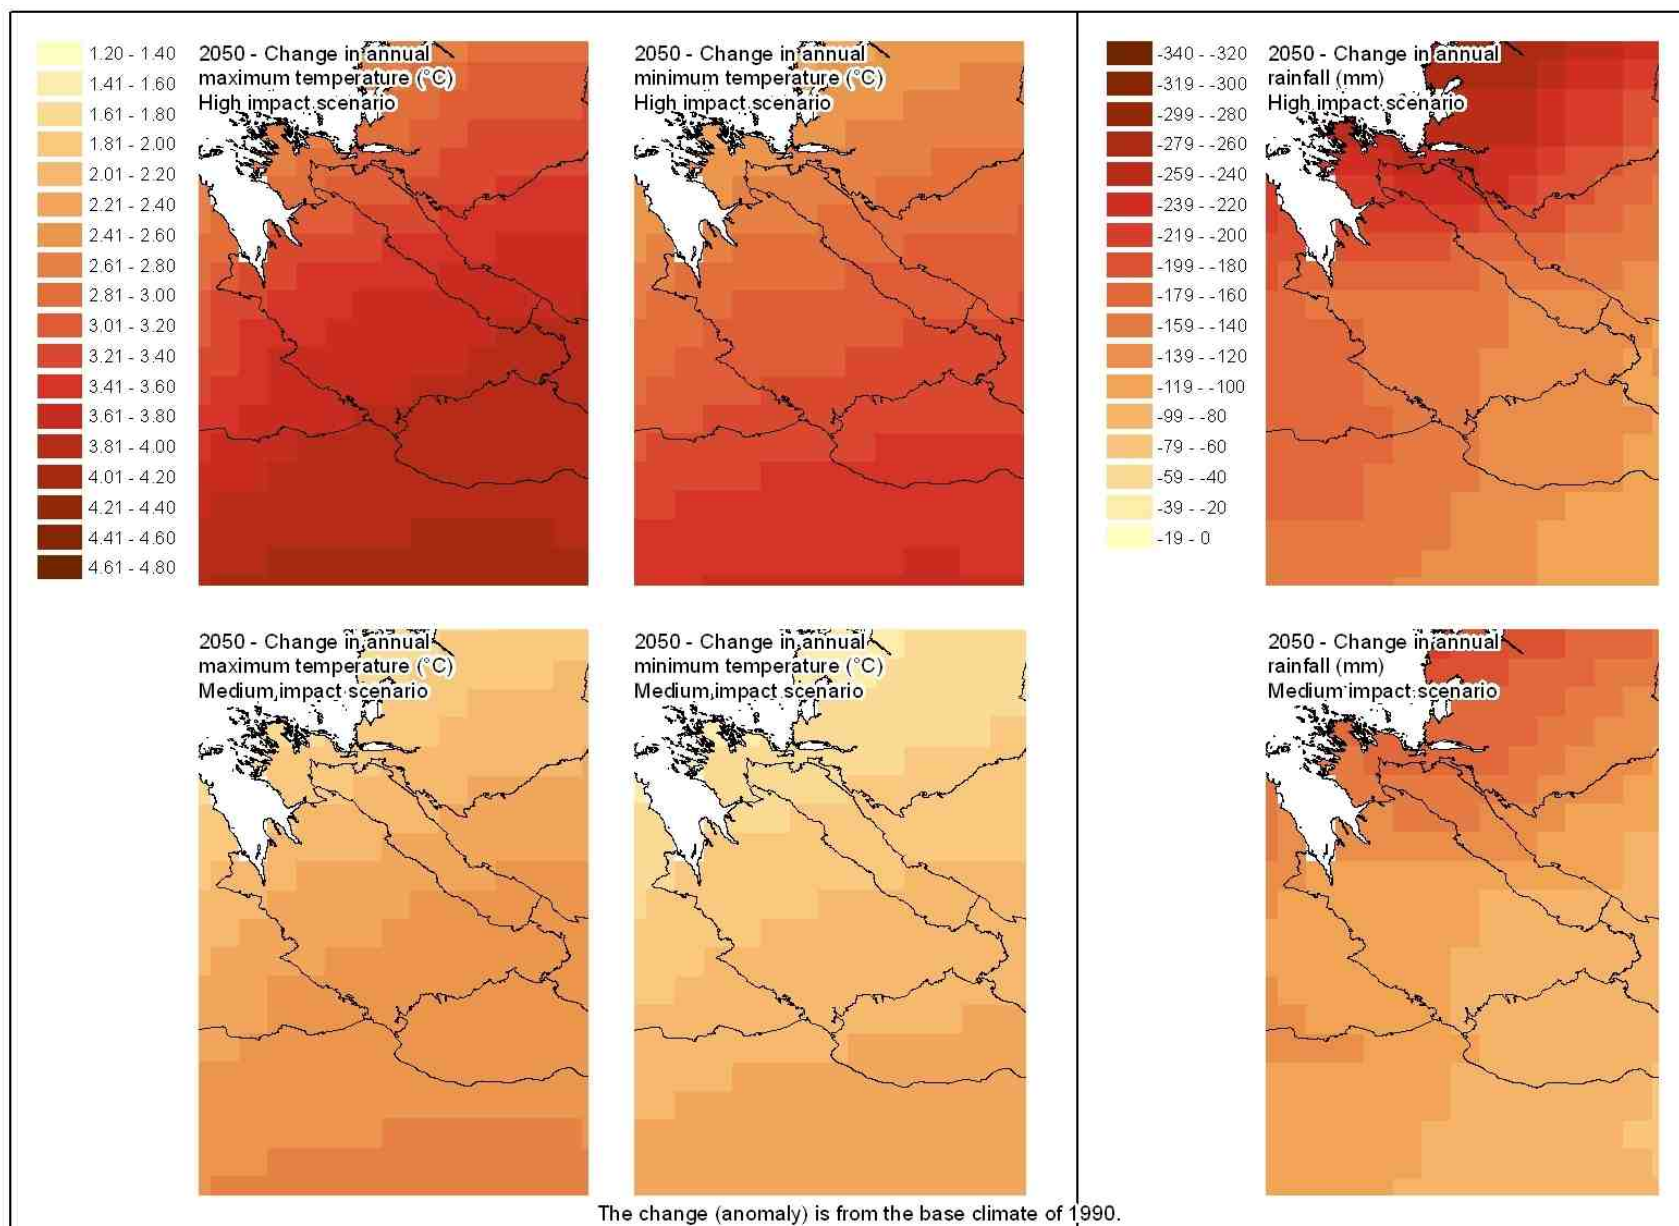 1.20 - 1.40
1.41 - 1.60
1.61 - 1.80
1.81 - 2.00
2.01 - 2.20
2.21 - 2.40
2.41 - 2.60
2.61 - 2.80
2.81 - 3.00
3.01 - 3.20
3.21 - 3.40
3.41 - 3.60
3.61 - 3.80
3.81 - 4.00
4.01 - 4.20
4.21 - 4.40
4.41 - 4.60
4.61 - 4.80
2050 - Change in annual
maximum temperature (°C)
High impact scenario
2050 - Change in annual
minimum temperature (°C)
High impact scenario
-340 - -320
-319 - -300
-299 - -280
-279 - -260
-259 - -240
-239 - -220
-219 - -200
-199 - -180
-179 - -160
-159 - -140
-139 - -120
-119 - -100
-99 - -80
-79 - -60
-59 - -40
-39 - -20
-19 - 0
2050 - Change in annual
rainfall (mm)
High impact scenario
2050 - Change in annual
maximum temperature (°C)
Medium impact scenario
2050 - Change in annual
minimum temperature (°C)
Medium impact scenario
2050 - Change in annual
rainfall (mm)
Medium impact scenario
The change (anomaly) is from the base climate of 1990.